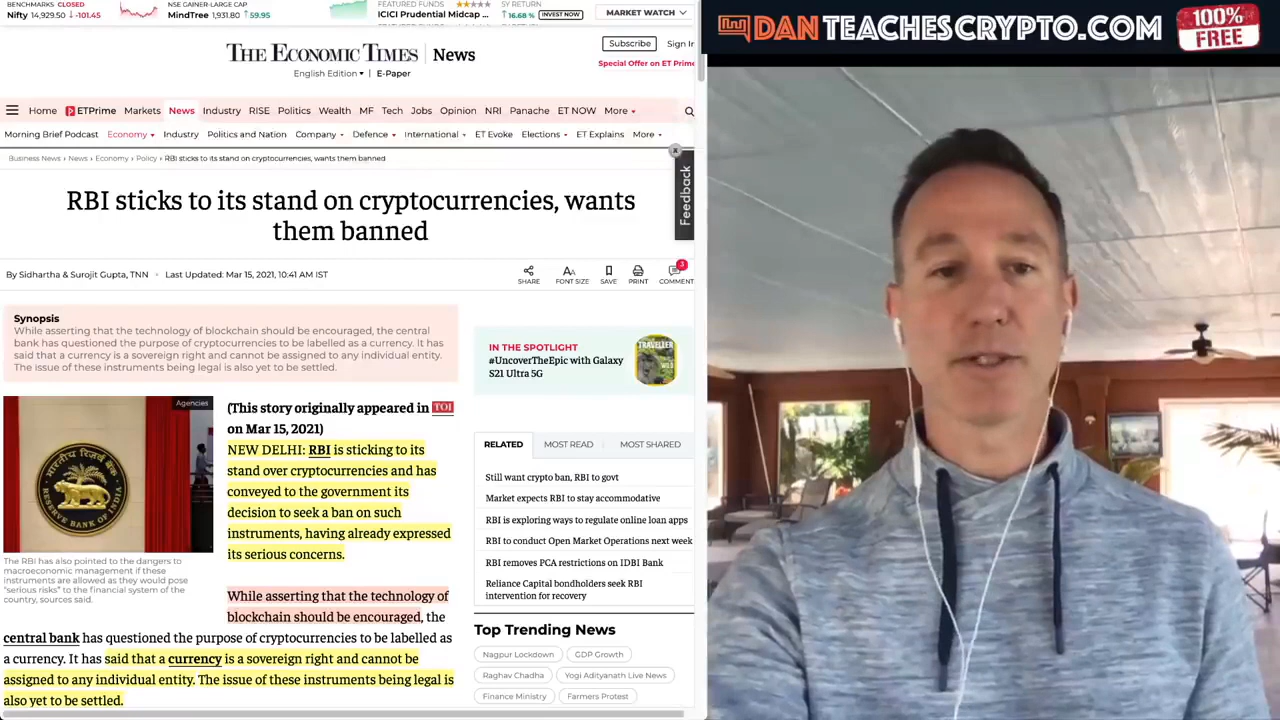 BENCHMARKS CLOSED
Nifty 14,929.50 -101.45
NSE GAINER-LARGE CAP
MindTree 1,931.80 59.95
FEATURED FUNDS
ICICI Prudential Midcap ...
5Y RETURN
16.68 % INVEST NOW
MARKET WATCH
THE ECONOMIC TIMES | News
English Edition | E-Paper
Subscribe Sign In
Special Offer on ET Prime
Home ETPrime Markets News Industry RISE Politics Wealth MF Tech Jobs Opinion NRI Panache ET NOW More
Morning Brief Podcast Economy Industry Politics and Nation Company Defence International ET Evoke Elections ET Explains More
Business News › News › Economy › Policy › RBI sticks to its stand on cryptocurrencies, wants them banned
x
Feedback
RBI sticks to its stand on cryptocurrencies, wants
them banned
By Sidhartha & Surojit Gupta, TNN • Last Updated: Mar 15, 2021, 10:41 AM IST
SHARE FONT SIZE SAVE PRINT 3 COMMENT
Synopsis
While asserting that the technology of blockchain should be encouraged, the central
bank has questioned the purpose of cryptocurrencies to be labelled as a currency. It has
said that a currency is a sovereign right and cannot be assigned to any individual entity.
The issue of these instruments being legal is also yet to be settled.
Agencies
RESERVE BANK OF INDIA
The RBI has also pointed to the dangers to
macroeconomic management if these
instruments are allowed as they would pose
"serious risks" to the financial system of the
country, sources said.
(This story originally appeared in TOI
on Mar 15, 2021)
NEW DELHI: RBI is sticking to its
stand over cryptocurrencies and has
conveyed to the government its
decision to seek a ban on such
instruments, having already expressed
its serious concerns.
While asserting that the technology of
blockchain should be encouraged, the
central bank has questioned the purpose of cryptocurrencies to be labelled as
a currency. It has said that a currency is a sovereign right and cannot be
assigned to any individual entity. The issue of these instruments being legal is
also yet to be settled.
IN THE SPOTLIGHT
#UncoverTheEpic with Galaxy
S21 Ultra 5G
TRAVELLER
RELATED MOST READ MOST SHARED
Still want crypto ban, RBI to govt
Market expects RBI to stay accommodative
RBI is exploring ways to regulate online loan apps
RBI to conduct Open Market Operations next week
RBI removes PCA restrictions on IDBI Bank
Reliance Capital bondholders seek RBI
intervention for recovery
Top Trending News
Nagpur Lockdown GDP Growth
Raghav Chadha Yogi Adityanath Live News
Finance Ministry Farmers Protest
DANTEACHESCRYPTO.COM
100%
FREE